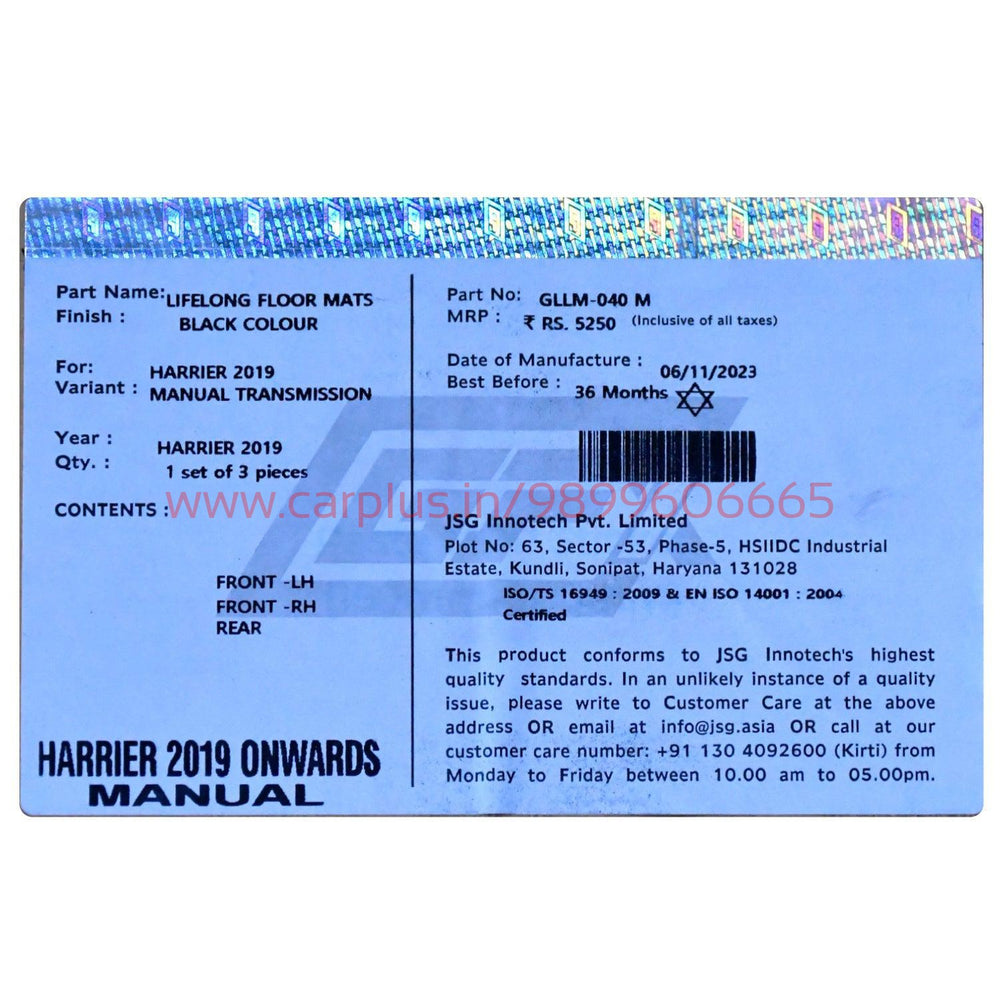 Part Name: LIFELONG FLOOR MATS
Finish : BLACK COLOUR
For: HARRIER 2019
Variant : MANUAL TRANSMISSION
Year : HARRIER 2019
Qty. : 1 set of 3 pieces
CONTENTS :
FRONT -LH
FRONT -RH
REAR
HARRIER 2019 ONWARDS
MANUAL
Part No: GLLM-040 M
MRP : ₹ RS. 5250 (Inclusive of all taxes)
Date of Manufacture : 06/11/2023
Best Before : 36 Months
www.carplus.in/9899606665
JSG Innotech Pvt. Limited
Plot No: 63, Sector -53, Phase-5, HSIIDC Industrial
Estate, Kundli, Sonipat, Haryana 131028
ISO/TS 16949 : 2009 & EN ISO 14001 : 2004
Certified
This product conforms to JSG Innotech's highest
quality standards. In an unlikely instance of a quality
issue, please write to Customer Care at the above
address OR email at info@jsg.asia OR call at our
customer care number: +91 130 4092600 (Kirti) from
Monday to Friday between 10.00 am to 05.00pm.